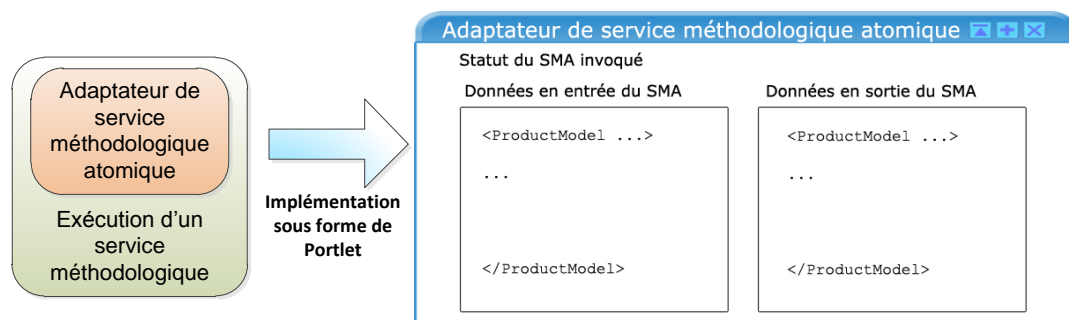 Adaptateur de
service
méthodologique
atomique
Exécution d'un
service
méthodologique
Implémentation
sous forme de
Portlet
Adaptateur de service méthodologique atomique
Statut du SMA invoqué
Données en entrée du SMA
<ProductModel ...>
...
</ProductModel>
Données en sortie du SMA
<ProductModel ...>
...
</ProductModel>